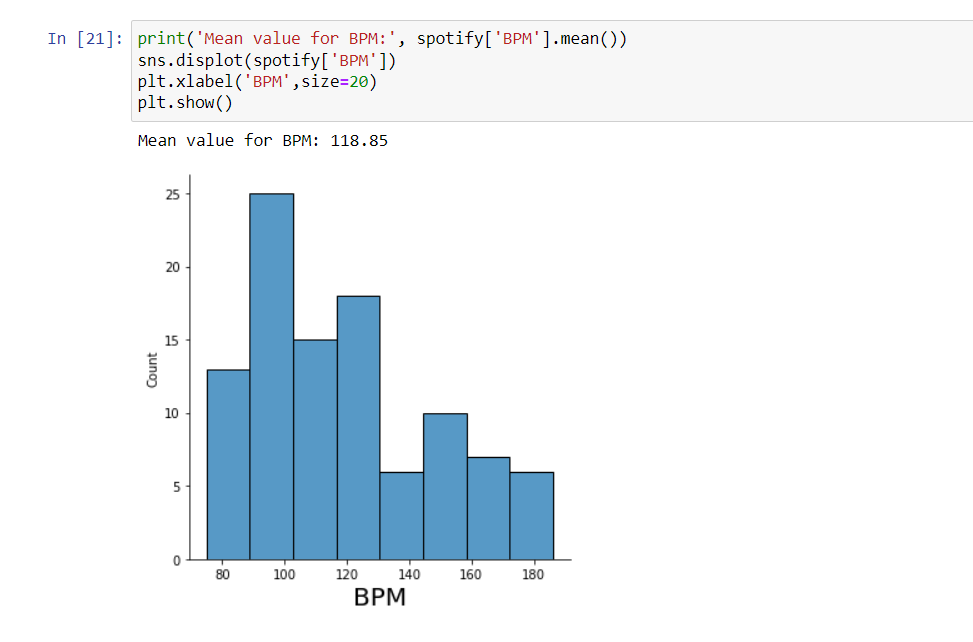 In [21]: print('Mean value for BPM:', spotify['BPM'].mean())
sns.displot(spotify['BPM'])
plt.xlabel('BPM',size=20)
plt.show()
Mean value for BPM: 118.85
25
20
15
10
5
0
Count
80 100 120 140 160 180
BPM